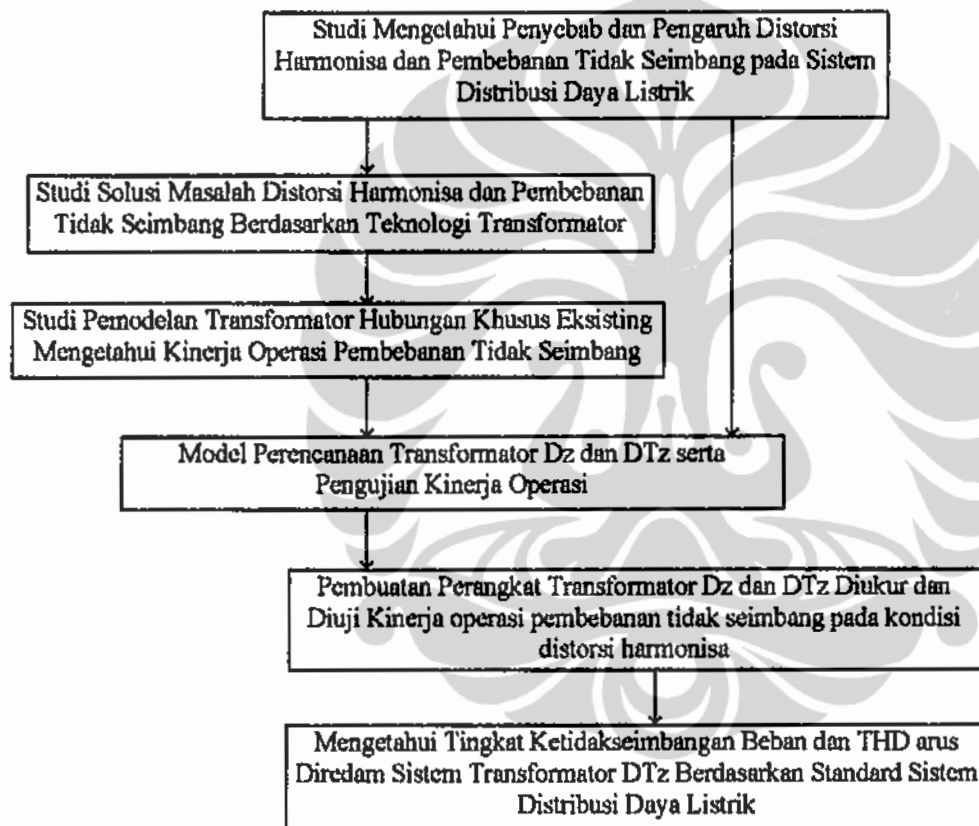 Studi Mengetahui Penyebab dan Pengaruh Distorsi
Harmonisa dan Pembebanan Tidak Seimbang pada Sistem
Distribusi Daya Listrik
Studi Solusi Masalah Distorsi Harmonisa dan Pembebanan
Tidak Seimbang Berdasarkan Teknologi Transformator
Studi Pemodelan Transformator Hubungan Khusus Eksisting
Mengetahui Kinerja Operasi Pembebanan Tidak Seimbang
Model Perencanaan Transformator Dz dan DTz serta
Pengujian Kinerja Operasi
Pembuatan Perangkat Transformator Dz dan DTz Diukur dan
Diuji Kinerja operasi pembebanan tidak seimbang pada kondisi
distorsi harmonisa
Mengetahui Tingkat Ketidakseimbangan Beban dan THD arus
Diredam Sistem Transformator DTz Berdasarkan Standard Sistem
Distribusi Daya Listrik